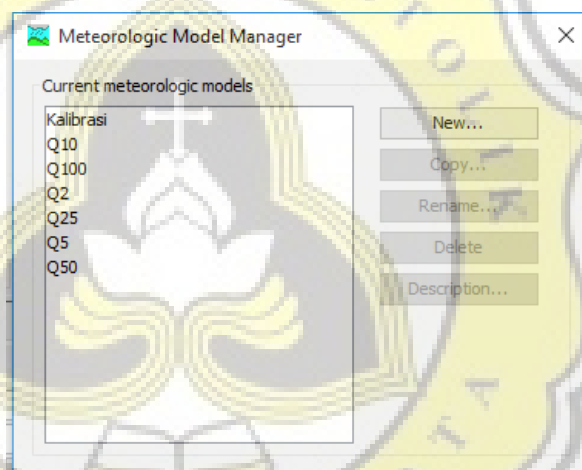 Meteorologic Model Manager
Current meteorologic models
Kalibrasi
Q10
Q100
Q2
Q25
Q5
Q50
New...
Copy...
Rename...
Delete
Description...